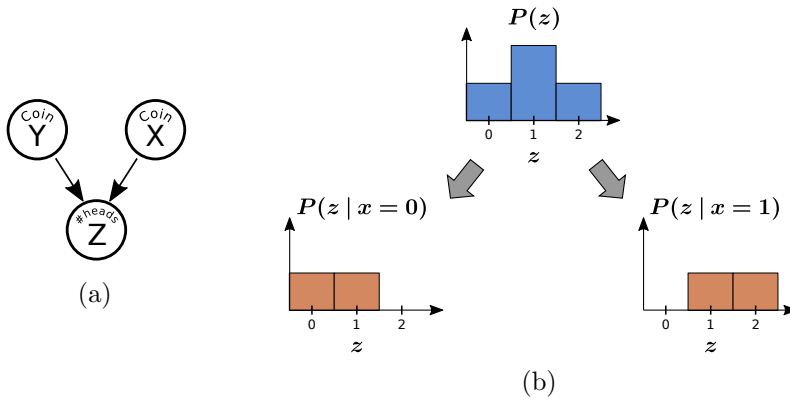 Coin
Y
Coin
X
#heads
Z
(a)
P(z)
0 1 2
z
P(z | x = 0)
0 1 2
z
P(z | x = 1)
0 1 2
z
(b)